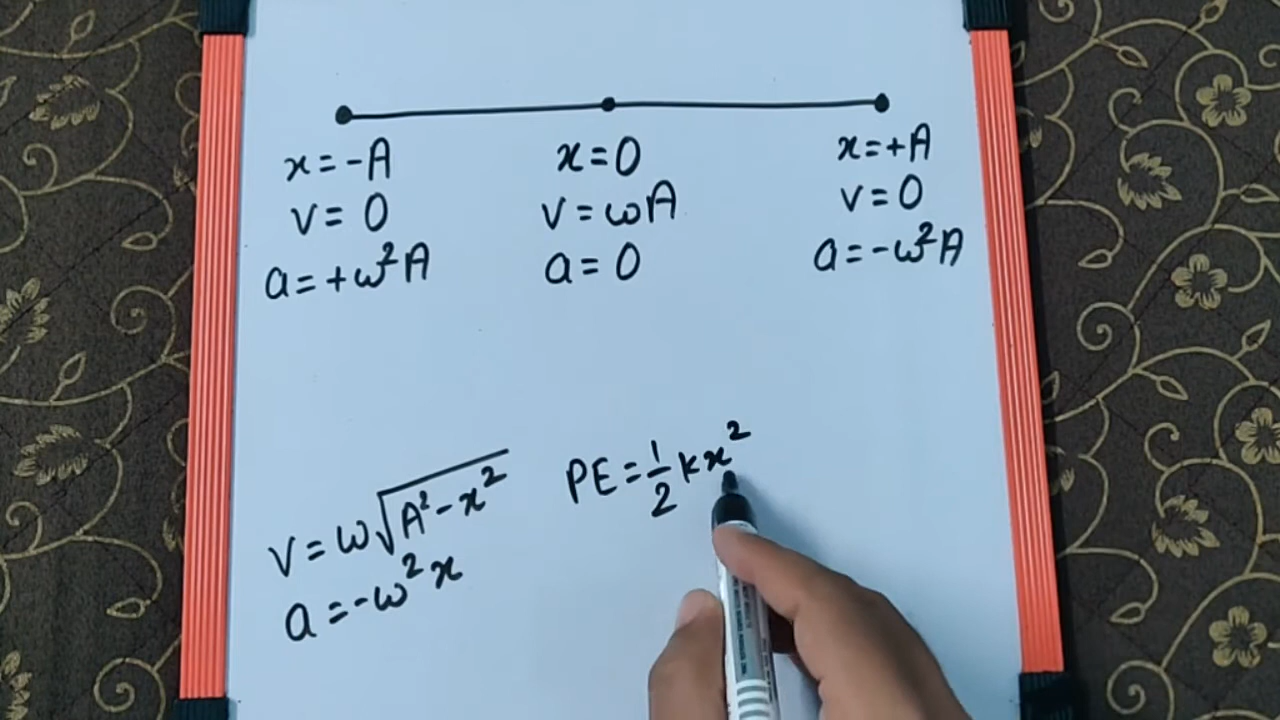 x = -A
v = 0
a = +ω²A
x = 0
v = ωA
a = 0
x = +A
v = 0
a = -ω²A
v = ω√(A² - x²)
a = -ω²x
PE = 1/2 kx²